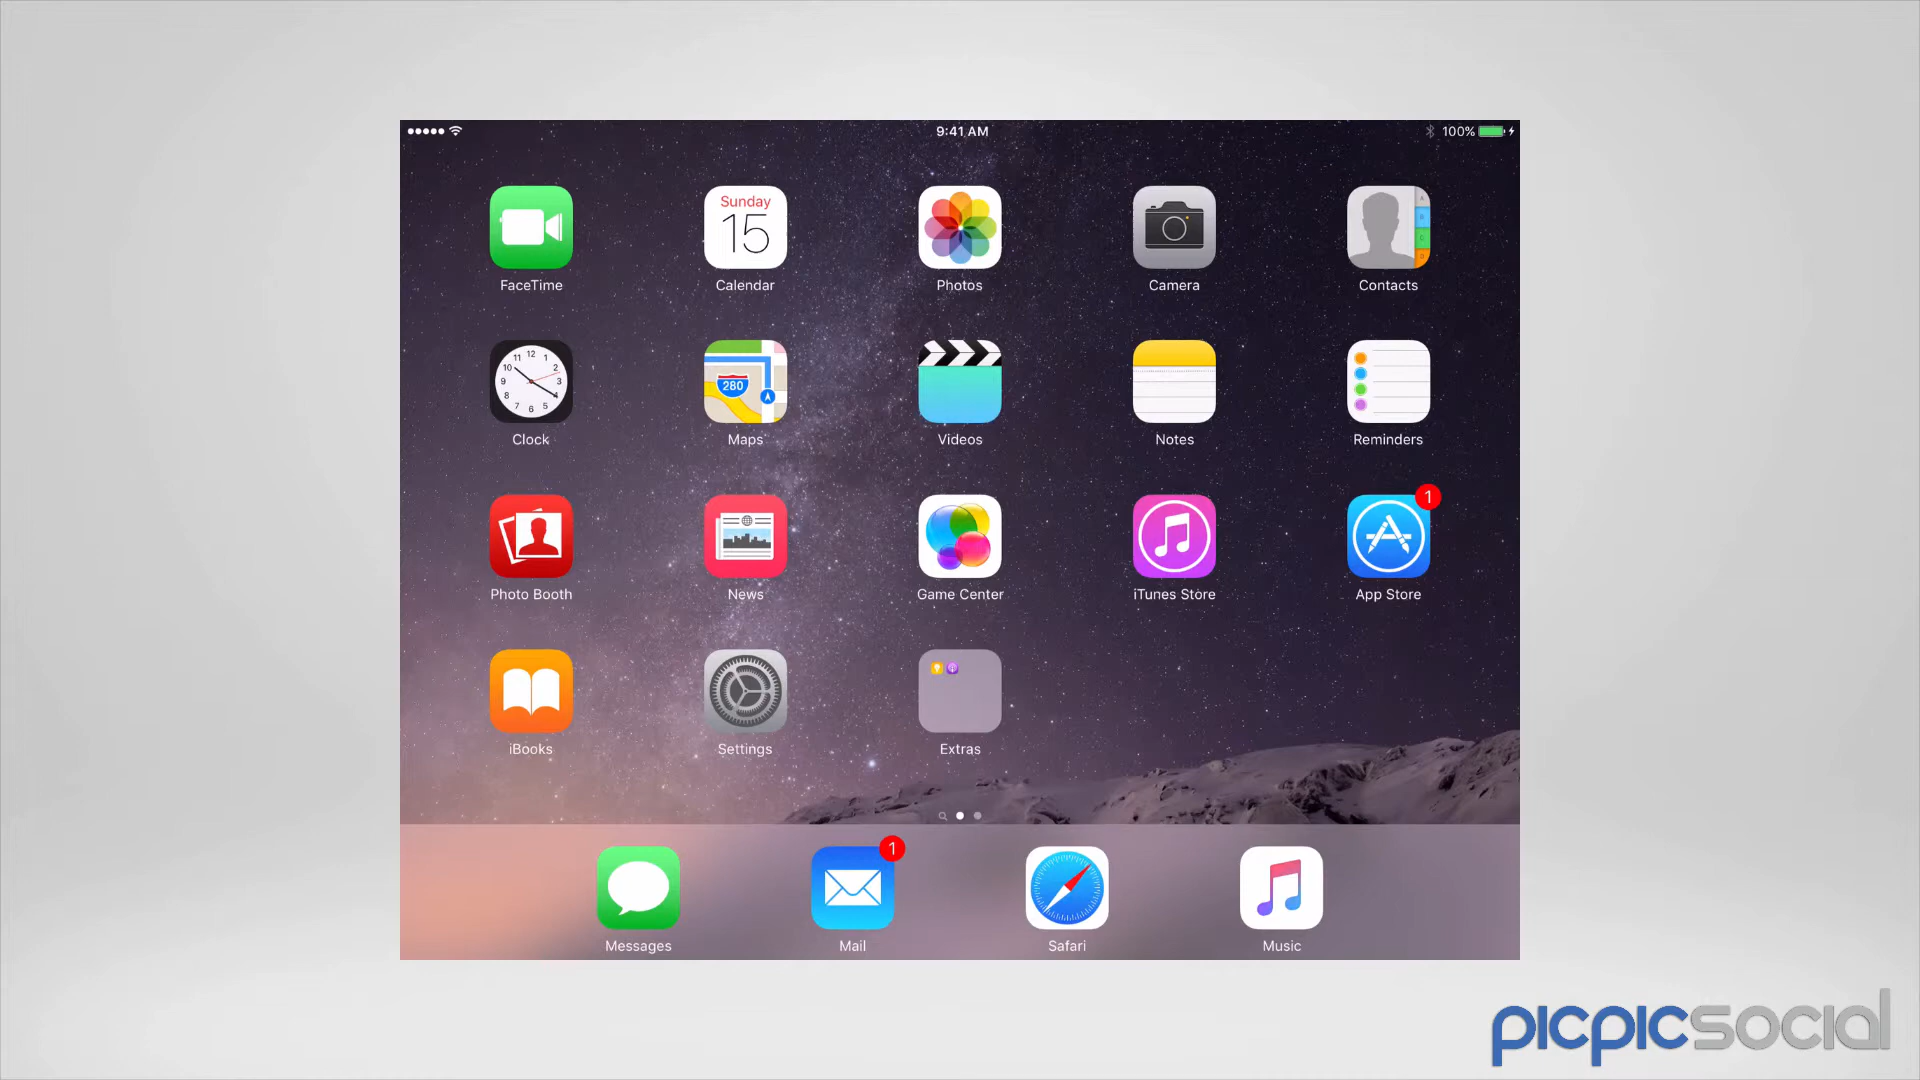 9:41 AM
100%
Sunday
15
FaceTime
Calendar
Photos
Camera
Contacts
280
Clock
Maps
Videos
Notes
Reminders
1
Photo Booth
News
Game Center
iTunes Store
App Store
iBooks
Settings
Extras
1
Messages
Mail
Safari
Music
picpicsocial